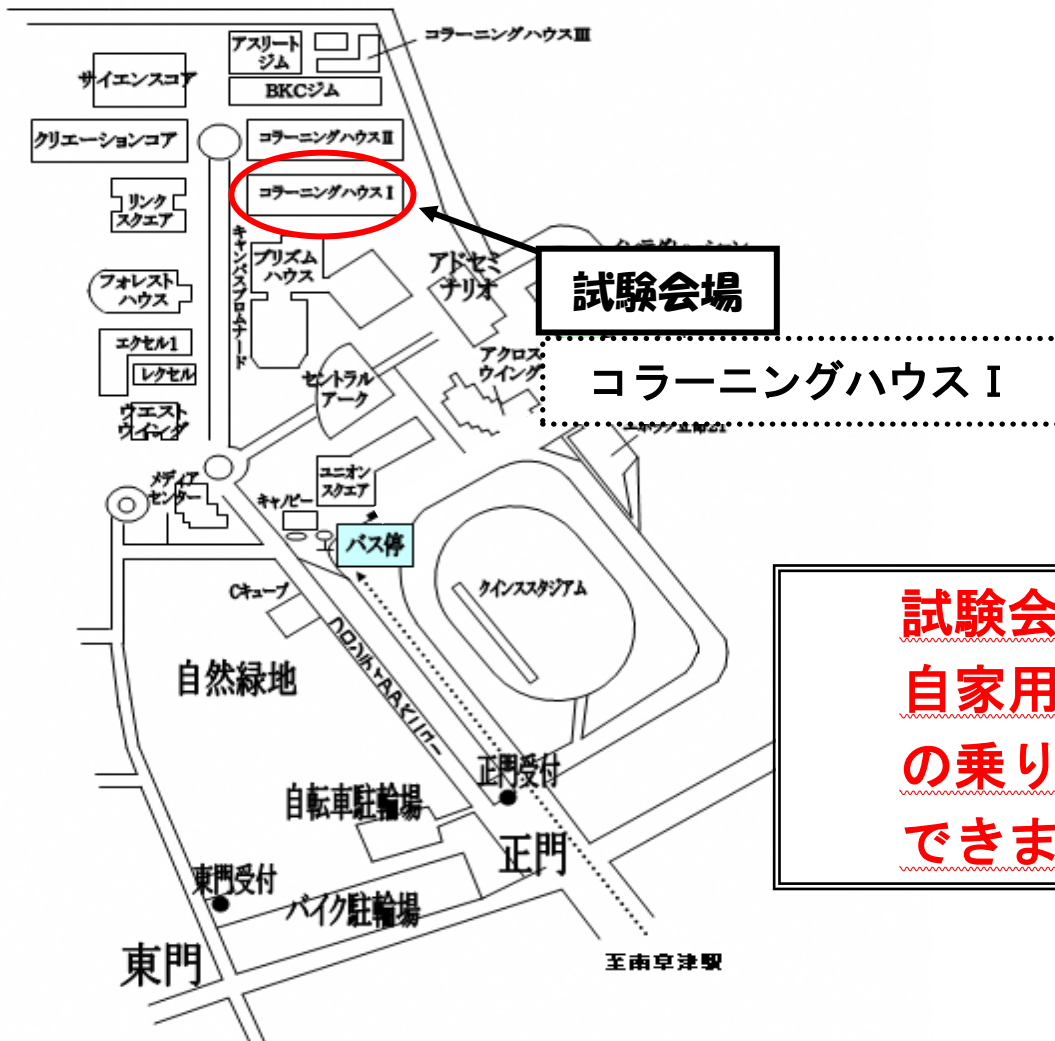 アスリート
ジム
コラーニングハウスⅢ
サイエンスコア
BKCジム
クリエーションコア
コラーニングハウスⅡ
コラーニングハウスⅠ
リンク
スクエア
キャンパスプロムナード
プリズム
ハウス
アドセミ
ナリオ
試験会場
フォレスト
ハウス
エクセル1
レクセル
アクロス
ウイング
コラーニングハウスⅠ
セントラル
アーク
ウエスト
ウイング
メディア
センター
ユニオン
スクエア
キャノピー
バス停
Cキューブ
クインススタジアム
自然緑地
試験会
自家用
の乗り
できま
正門受付
自転車駐輪場
正門
東門受付
バイク駐輪場
東門
至南草津駅